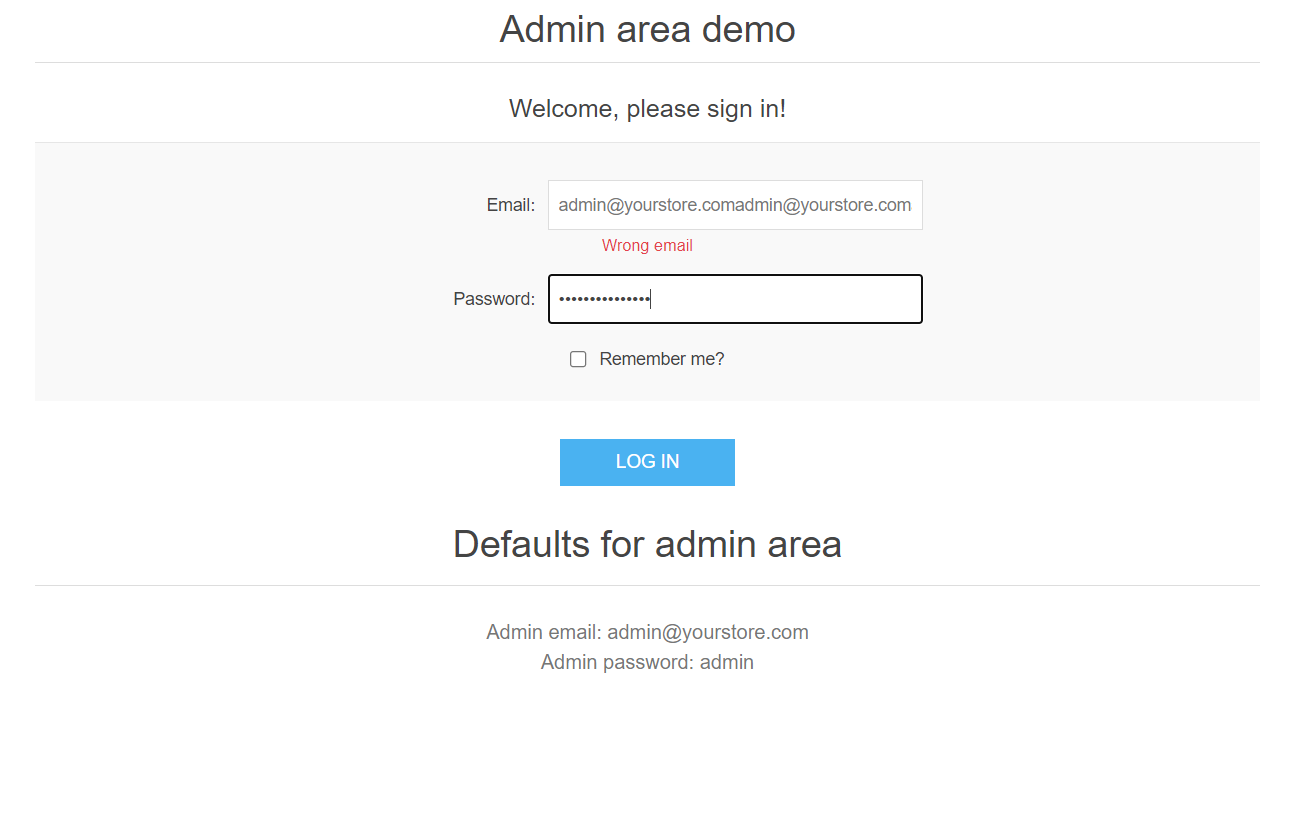 Admin area demo
Welcome, please sign in!
Email: admin@yourstore.comadmin@yourstore.com
Wrong email
Password: •••••••••••••••
Remember me?
LOG IN
Defaults for admin area
Admin email: admin@yourstore.com
Admin password: admin